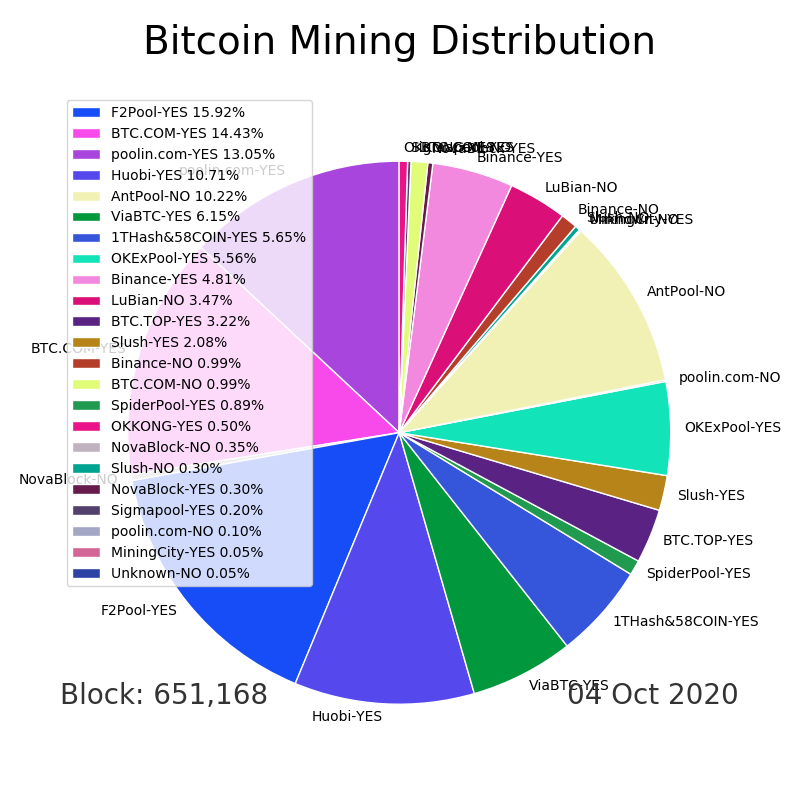 Bitcoin Mining Distribution
F2Pool-YES 15.92%
BTC.COM-YES 14.43%
poolin.com-YES 13.05%
Huobi-YES 10.71%
AntPool-NO 10.22%
ViaBTC-YES 6.15%
1THash&58COIN-YES 5.65%
OKExPool-YES 5.56%
Binance-YES 4.81%
LuBian-NO 3.47%
BTC.TOP-YES 3.22%
Slush-YES 2.08%
Binance-NO 0.99%
BTC.COM-NO 0.99%
SpiderPool-YES 0.89%
OKKONG-YES 0.50%
NovaBlock-NO 0.35%
Slush-NO 0.30%
NovaBlock-YES 0.30%
Sigmapool-YES 0.20%
poolin.com-NO 0.10%
MiningCity-YES 0.05%
Unknown-NO 0.05%
poolin.com-YES
BTC.COM-YES
NovaBlock-NO
F2Pool-YES
Huobi-YES
ViaBTC-YES
1THash&58COIN-YES
SpiderPool-YES
BTC.TOP-YES
Slush-YES
OKExPool-YES
poolin.com-NO
AntPool-NO
Binance-NO
LuBian-NO
Binance-YES
Block: 651,168
04 Oct 2020